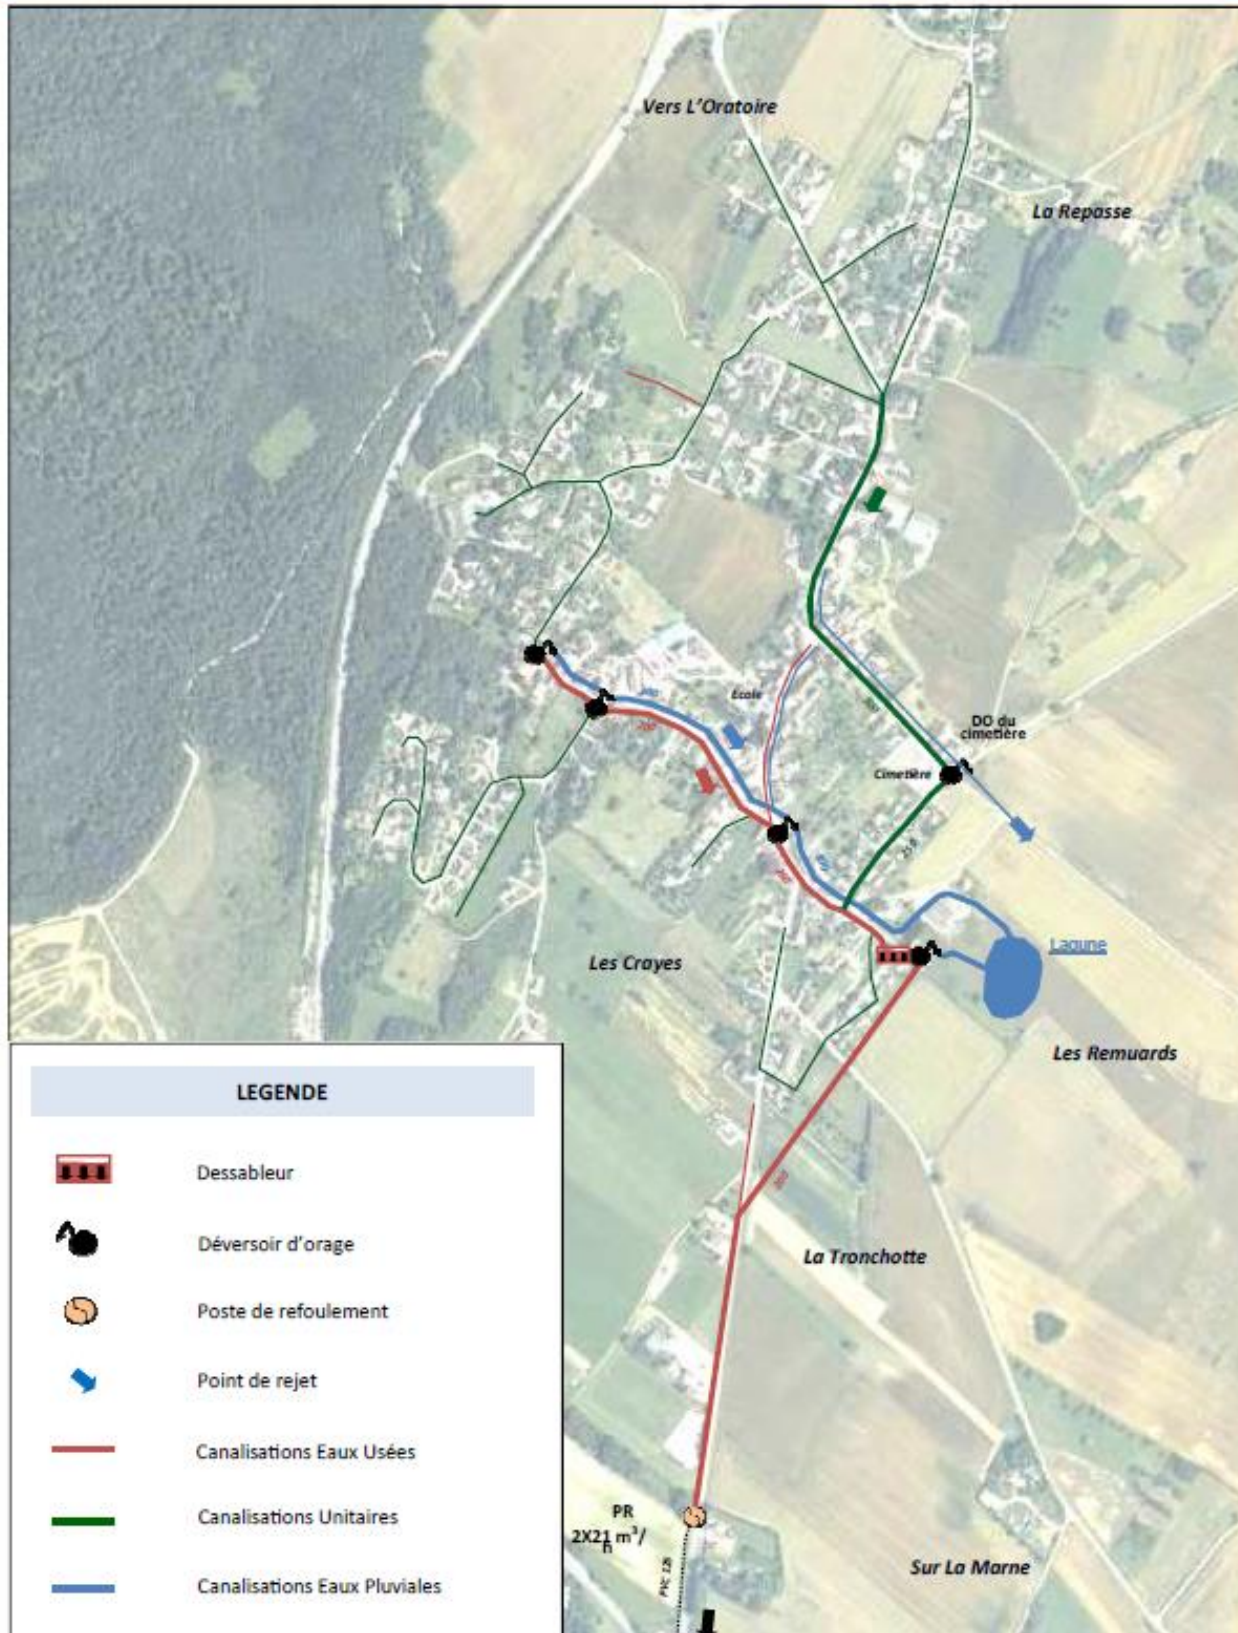 Vers L'Oratoire
La Repasse
Ecole
DO du
cimetière
Cimetière
250
Lagune
Les Crayes
Les Remuards
LEGENDE
Dessableur
Déversoir d'orage
La Tronchotte
Poste de refoulement
Point de rejet
Canalisations Eaux Usées
PR
2X21 m³/
h
Canalisations Unitaires
Sur La Marne
Canalisations Eaux Pluviales